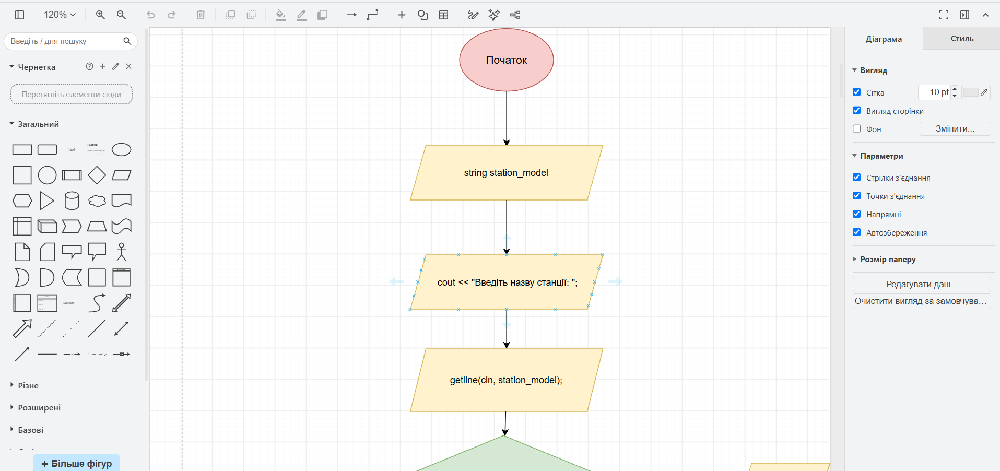 120%
Введіть / для пошуку
Чернетка
Перетягніть елементи сюди
Загальний
Text
Heading
List Item
Різне
Розширені
Базові
+ Більше фігур
Початок
string station_model
cout << "Введіть назву станції: ";
getline(cin, station_model);
Діаграма
Стиль
Вигляд
Сітка
10 pt
Вигляд сторінки
Фон
Змінити...
Параметри
Стрілки з'єднання
Точки з'єднання
Напрямні
Автозбереження
Розмір паперу
Редагувати дані...
Очистити вигляд за замовчува...